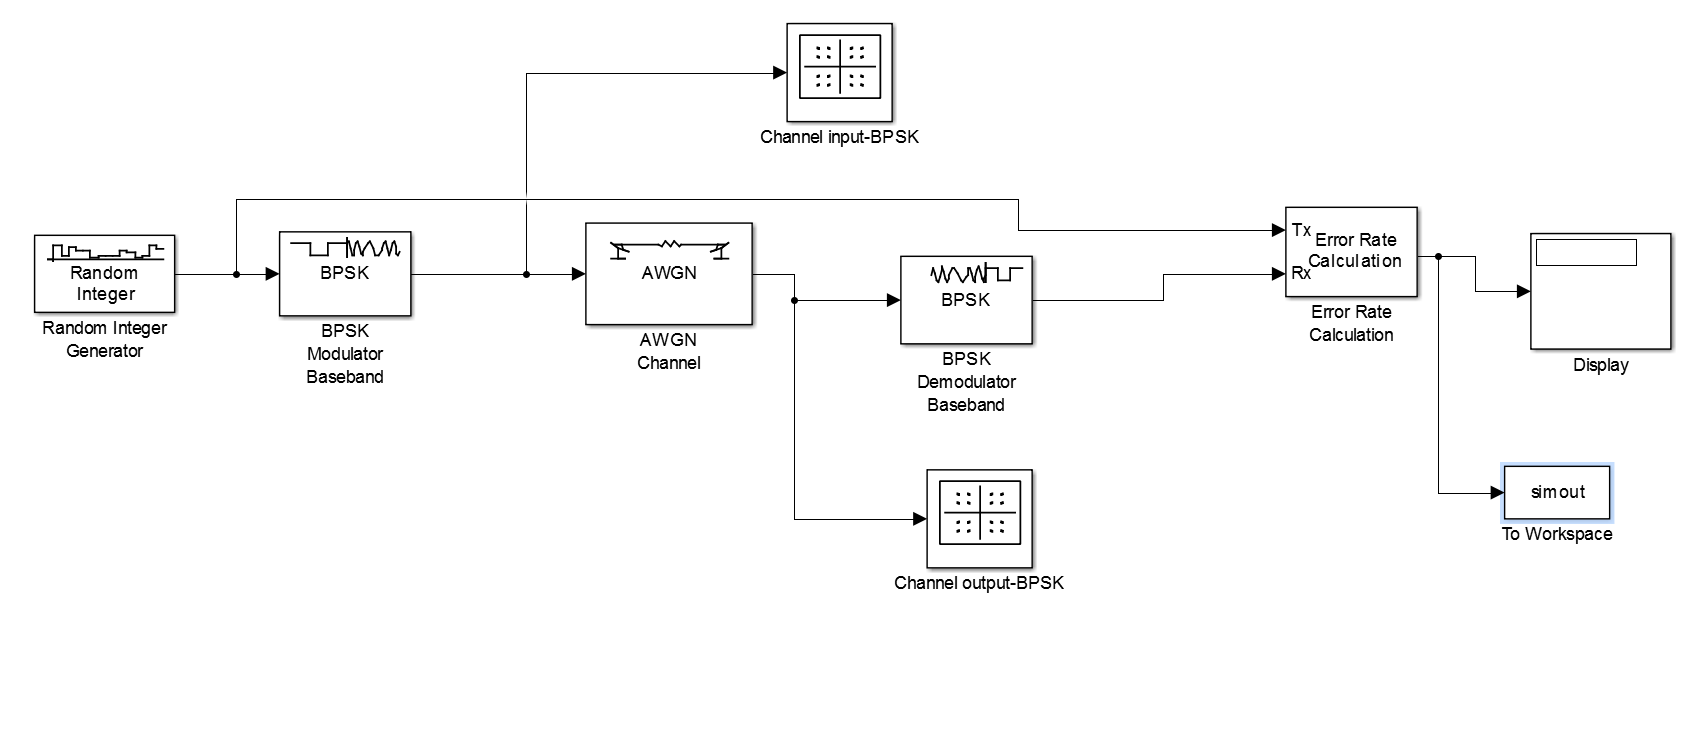 Channel input-BPSK
Random
Integer
Random Integer
Generator
BPSK
BPSK
Modulator
Baseband
AWGN
AWGN
Channel
BPSK
BPSK
Demodulator
Baseband
Tx
Rx
Error Rate
Calculation
Error Rate
Calculation
Display
simout
To Workspace
Channel output-BPSK